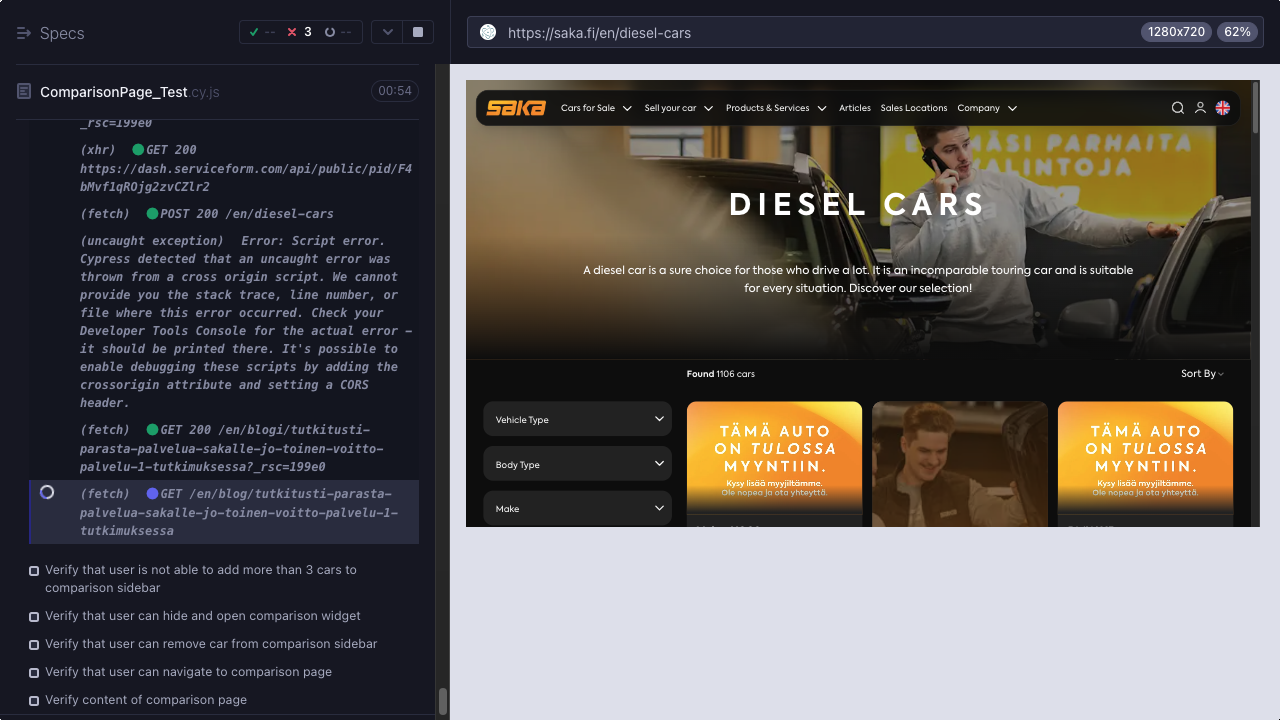 Specs
--
3
--
https://saka.fi/en/diesel-cars
1280x720
62%
ComparisonPage_Test.cy.js
00:54
_rsc=199e0
(xhr) GET 200
https://dash.serviceform.com/api/public/pid/F4
bMvf1qROjg2zvCZlr2
(fetch) POST 200 /en/diesel-cars
(uncaught exception) Error: Script error.
Cypress detected that an uncaught error was
thrown from a cross origin script. We cannot
provide you the stack trace, line number, or
file where this error occurred. Check your
Developer Tools Console for the actual error –
it should be printed there. It's possible to
enable debugging these scripts by adding the
crossorigin attribute and setting a CORS
header.
(fetch) GET 200 /en/blogi/tutkitusti-
parasta-palvelua-sakalle-jo-toinen-voitto-
palvelu-1-tutkimuksessa?_rsc=199e0
(fetch) GET /en/blog/tutkitusti-parasta-
palvelua-sakalle-jo-toinen-voitto-palvelu-1-
tutkimuksessa
Verify that user is not able to add more than 3 cars to
comparison sidebar
Verify that user can hide and open comparison widget
Verify that user can remove car from comparison sidebar
Verify that user can navigate to comparison page
Verify content of comparison page
saka
Cars for Sale
Sell your car
Products & Services
Articles
Sales Locations
Company
PARHAITA
DIESEL CARS
A diesel car is a sure choice for those who drive a lot. It is an incomparable touring car and is suitable
for every situation. Discover our selection!
Found 1106 cars
Sort By
Vehicle Type
Body Type
Make
TÄMÄ AUTO
ON TULOSSA
MYYNTIIN.
Kysy lisää myyjiltämme.
Ole nopea ja ota yhteyttä.
TÄMÄ AUTO
ON TULOSSA
MYYNTIIN.
Kysy lisää myyjiltämme.
Ole nopea ja ota yhteyttä.